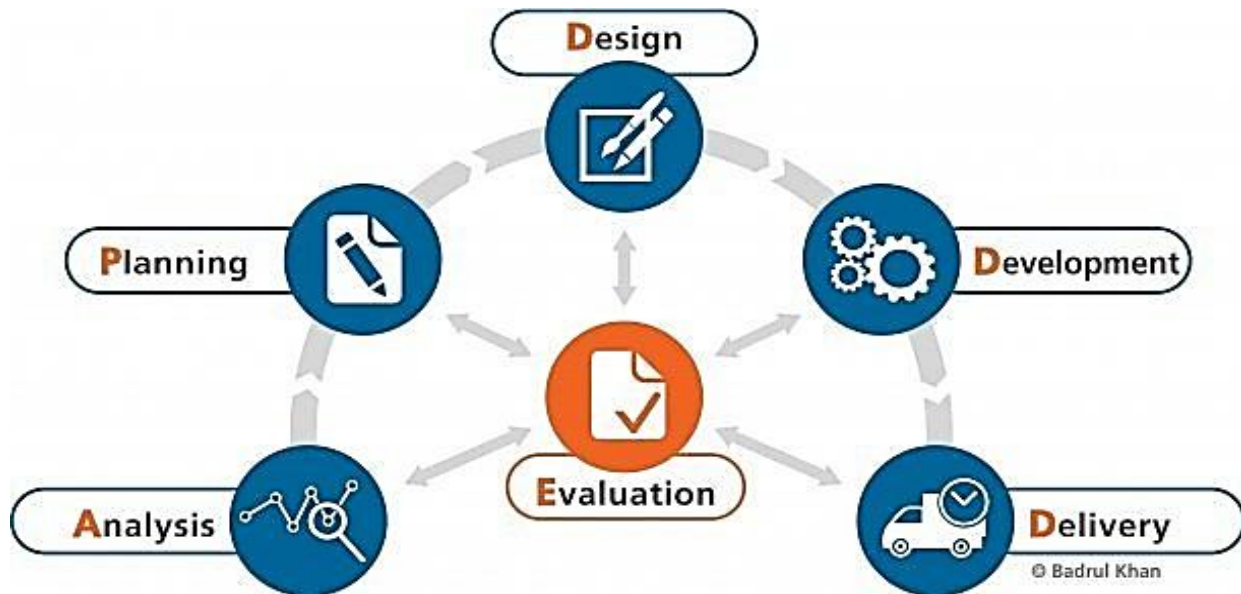 Design
Planning
Development
Evaluation
Analysis
Delivery
© Badrul Khan